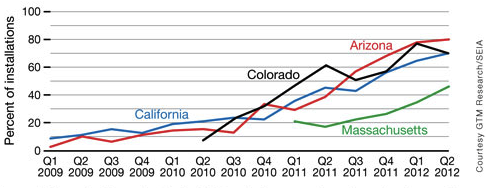 Percent of installations
100
80
60
40
20
0
Arizona
Colorado
California
Massachusetts
Q1 Q2 Q3 Q4 Q1 Q2 Q3 Q4 Q1 Q2 Q3 Q4 Q1 Q2
2009 2009 2009 2009 2010 2010 2010 2010 2011 2011 2011 2011 2012 2012
Courtesy GTM Research/SEIA